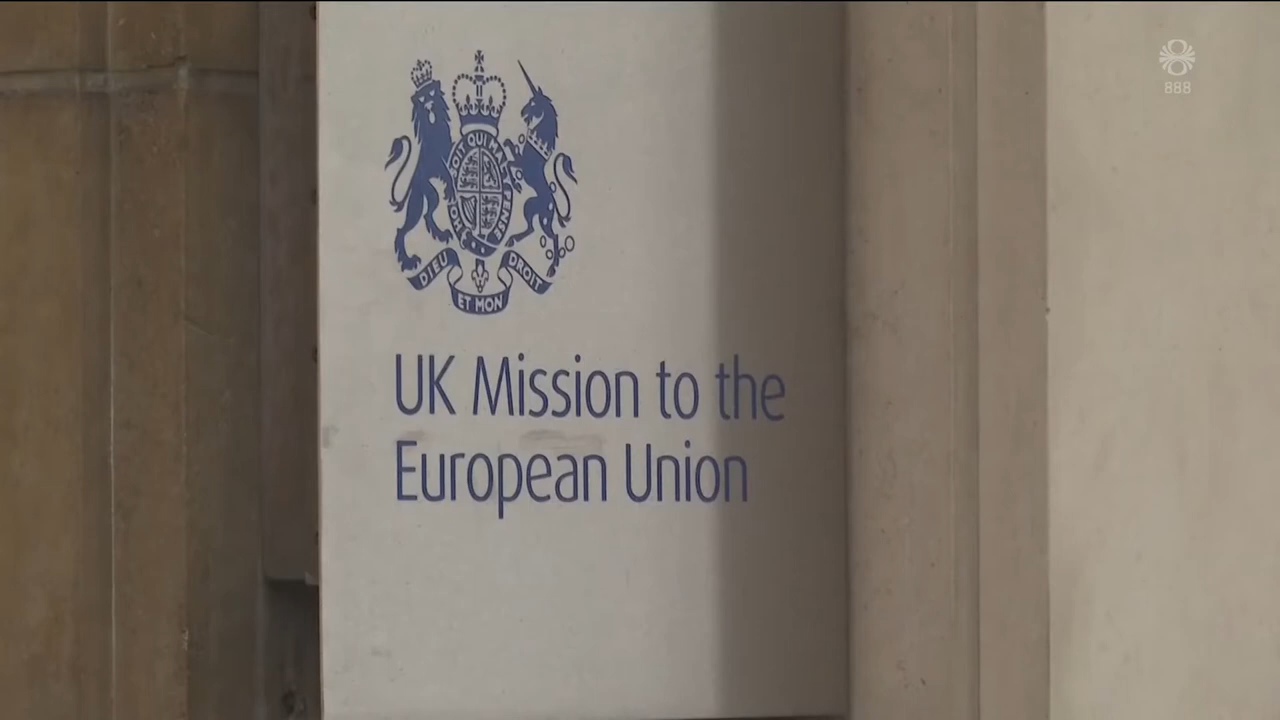 888
SOIT QUI MAL Y PENSE
HONI
DIEU ET MON DROIT
UK Mission to the
European Union